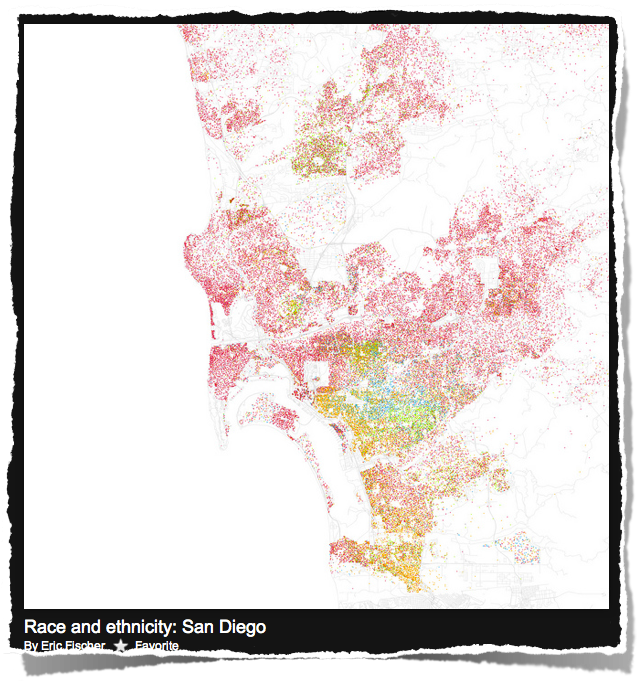 Race and ethnicity: San Diego
By Eric Fischer ★ Favorite